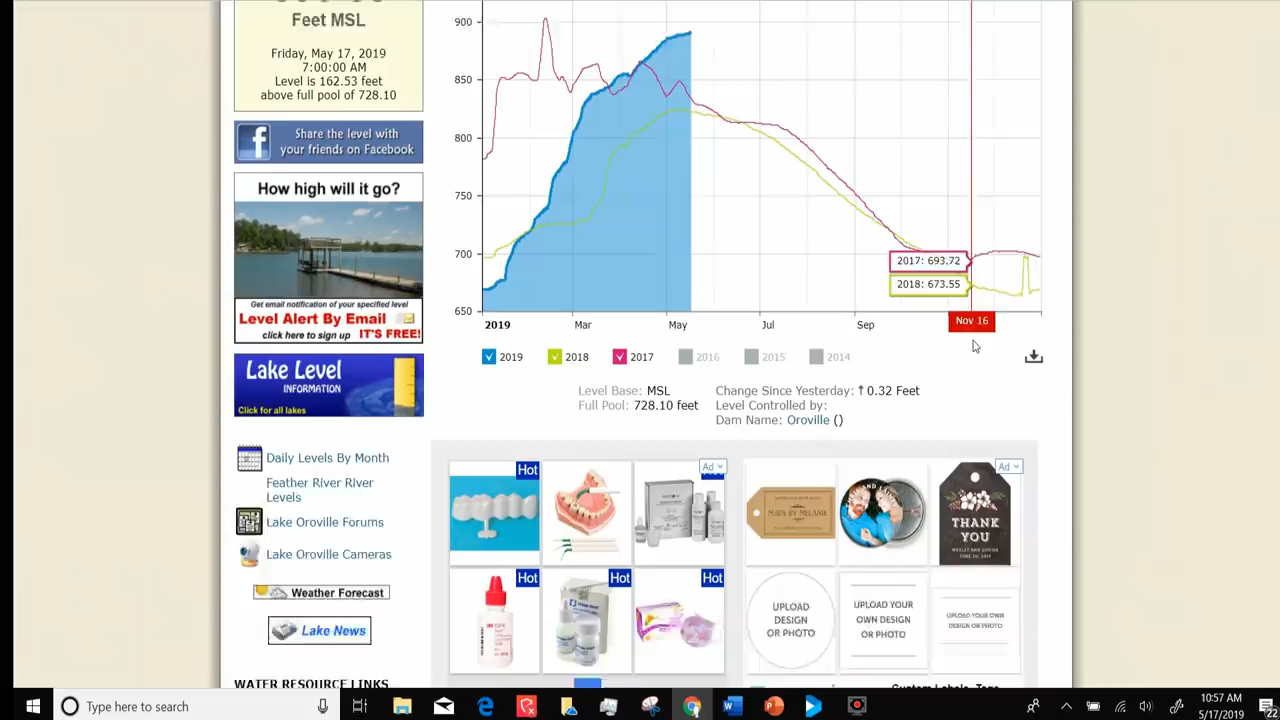 Feet MSL
Friday, May 17, 2019
7:00:00 AM
Level is 162.53 feet
above full pool of 728.10
Share the level with
your friends on Facebook
How high will it go?
Get email notification of your specified level
Level Alert By Email
click here to sign up IT'S FREE!
Lake Level
INFORMATION
Click for all lakes
Daily Levels By Month
Feather River River
Levels
Lake Oroville Forums
Lake Oroville Cameras
Weather Forecast
Lake News
WATER RESOURCE LINKS
900
850
800
750
700
650
2017: 693.72
2018: 673.55
2019 Mar May Jul Sep Nov 16
2019 2018 2017 2016 2015 2014
Level Base: MSL
Full Pool: 728.10 feet
Change Since Yesterday: ↑ 0.32 Feet
Level Controlled by:
Dam Name: Oroville ()
Ad
Hot
Hot
Hot
Hot
Ad
MADE BY MELANIE
THANK
YOU
UPLOAD
DESIGN
OR PHOTO
UPLOAD YOUR
OWN DESIGN
OR PHOTO
UPLOAD YOUR OWN
DESIGN OR PHOTO
Custom Labels, Tags
Type here to search
10:57 AM
5/17/2019
22